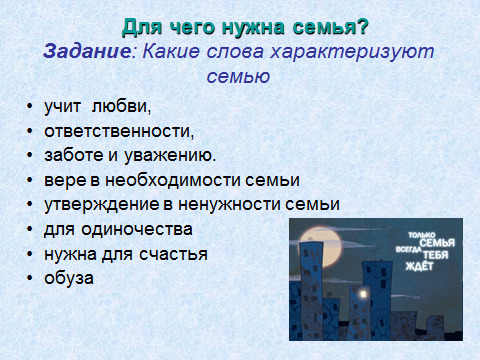 Для чего нужна семья?
Задание: Какие слова характеризуют
семью
• учит любви,
• ответственности,
• заботе и уважению.
• вере в необходимости семьи
• утверждение в ненужности семьи
• для одиночества
• нужна для счастья
• обуза
ТОЛЬКО
СЕМЬЯ
ВСЕГДА
ТЕБЯ
ЖДЁТ